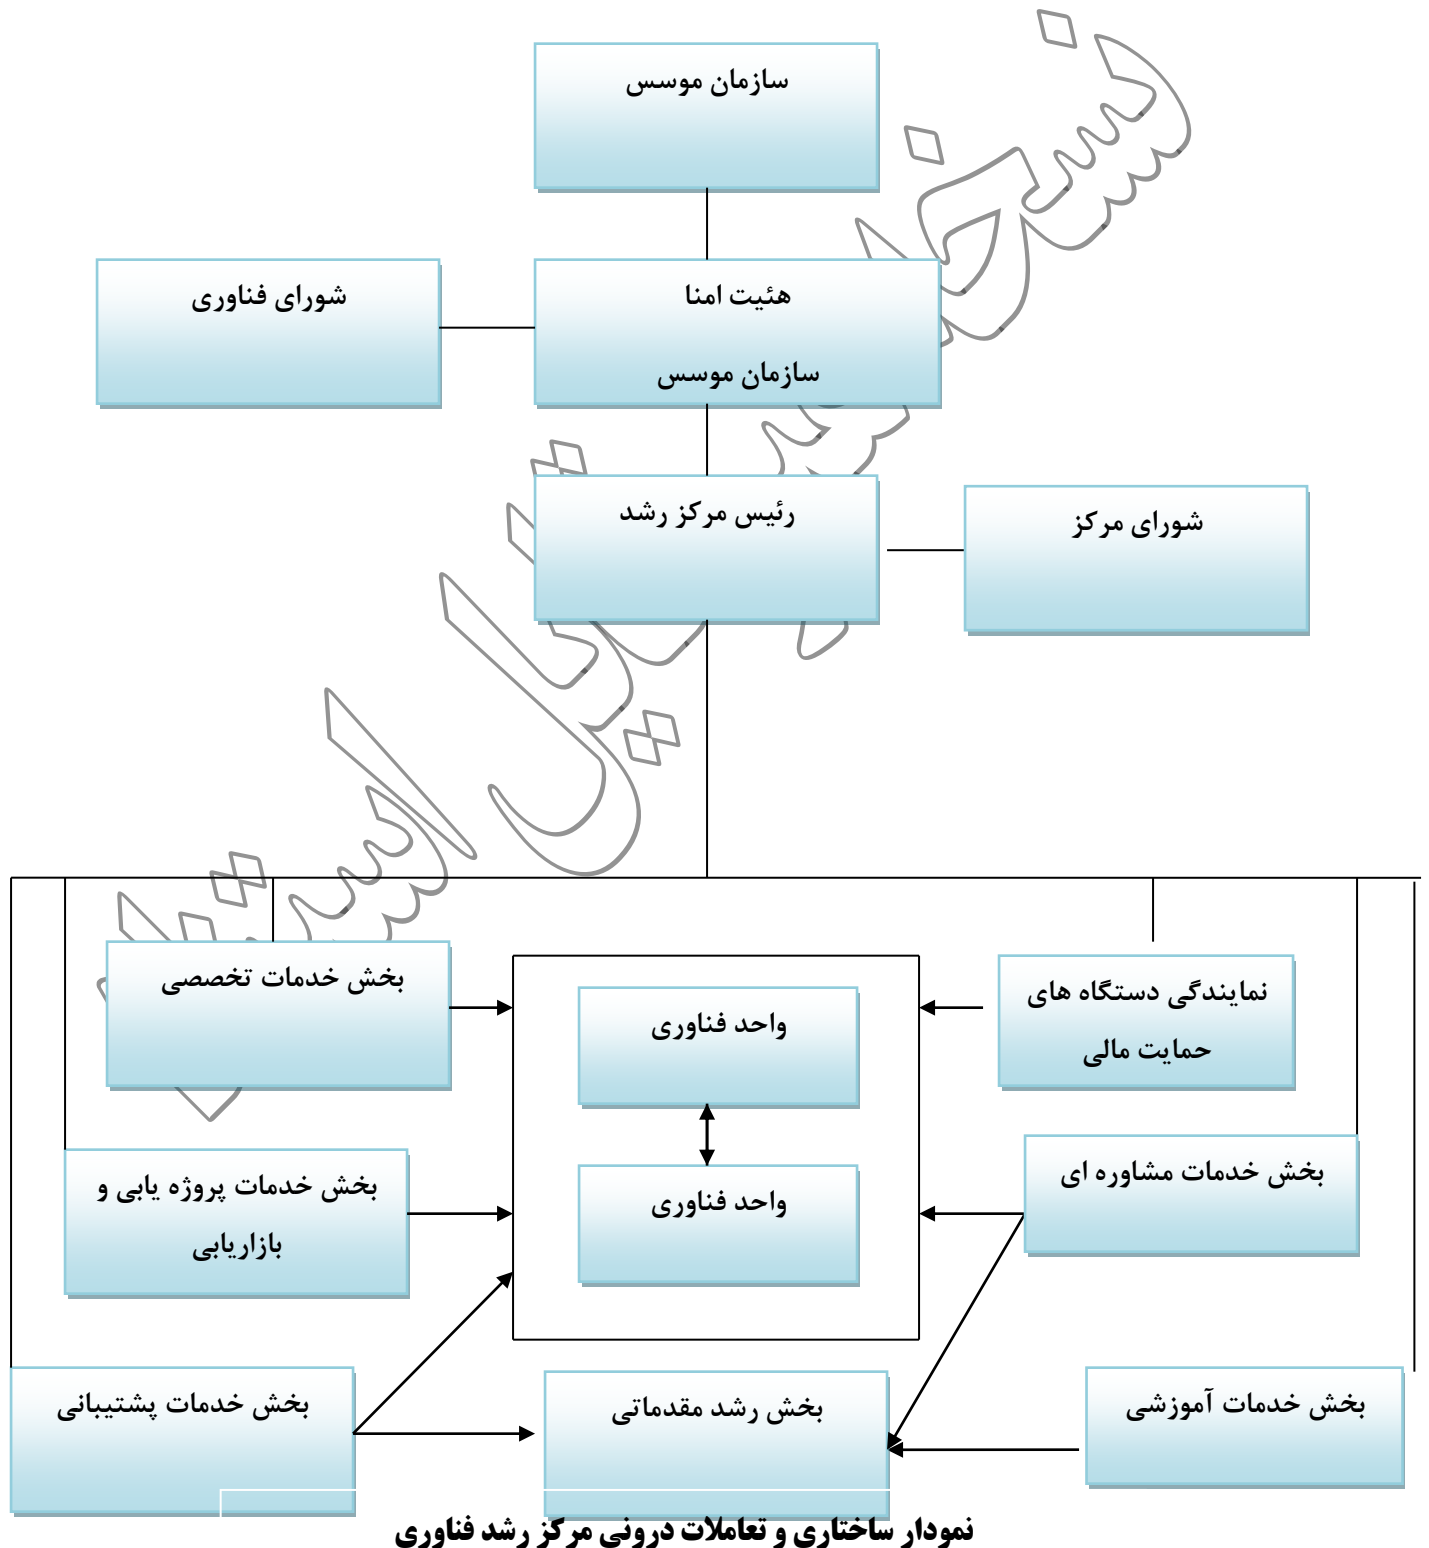 سازمان موسس
هئیت امنا
سازمان موسس
شورای فناوری
رئیس مرکز رشد
شورای مرکز
نمایندگی دستگاه های
حمایت مالی
واحد فناوری
بخش خدمات تخصصی
بخش خدمات مشاوره ای
واحد فناوری
بخش خدمات پروژه یابی و
بازاریابی
بخش خدمات آموزشی
بخش رشد مقدماتی
بخش خدمات پشتیبانی
نمودار ساختاری و تعاملات درونی مرکز رشد فناوری